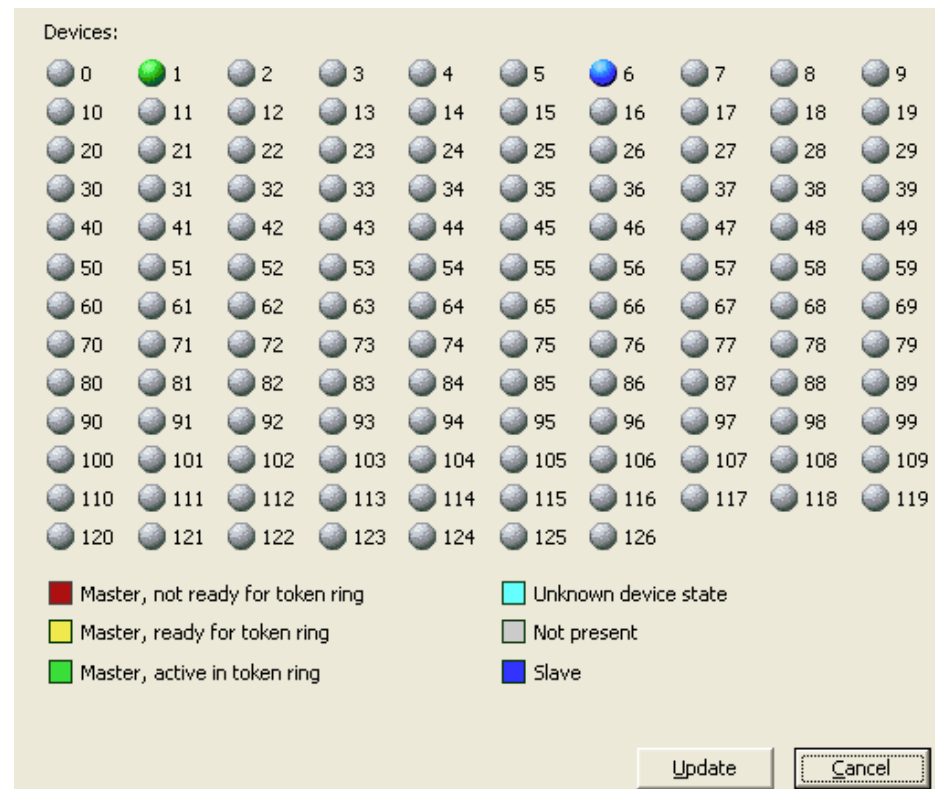 Devices:
0 1 2 3 4 5 6 7 8 9
10 11 12 13 14 15 16 17 18 19
20 21 22 23 24 25 26 27 28 29
30 31 32 33 34 35 36 37 38 39
40 41 42 43 44 45 46 47 48 49
50 51 52 53 54 55 56 57 58 59
60 61 62 63 64 65 66 67 68 69
70 71 72 73 74 75 76 77 78 79
80 81 82 83 84 85 86 87 88 89
90 91 92 93 94 95 96 97 98 99
100 101 102 103 104 105 106 107 108 109
110 111 112 113 114 115 116 117 118 119
120 121 122 123 124 125 126
Master, not ready for token ring
Master, ready for token ring
Master, active in token ring
Unknown device state
Not present
Slave
Update Cancel